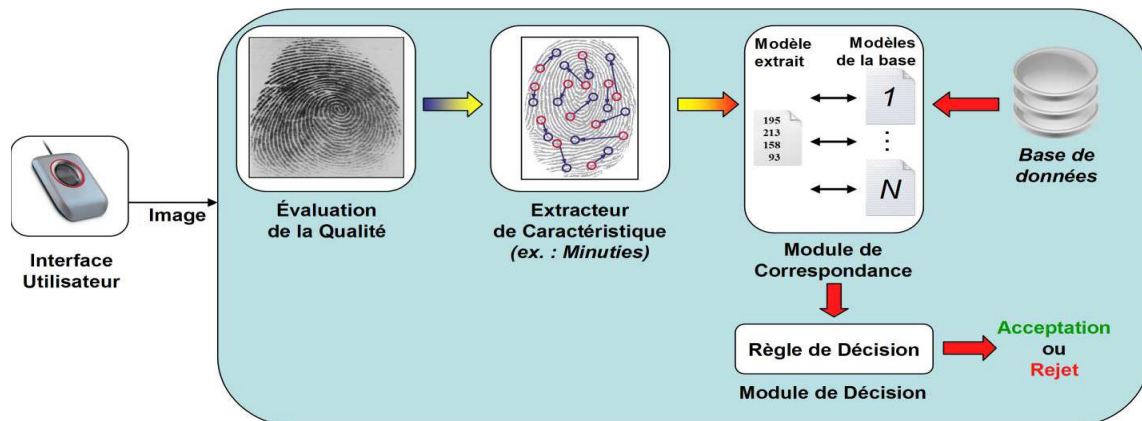 Interface
Utilisateur
Image
Évaluation
de la Qualité
Extracteur
de Caractéristique
(ex. : Minuties)
Modèle
extrait
Modèles
de la base
195
213
158
93
1
⋮
N
Module de
Correspondance
Base de
données
Règle de Décision
Module de Décision
Acceptation
ou
Rejet